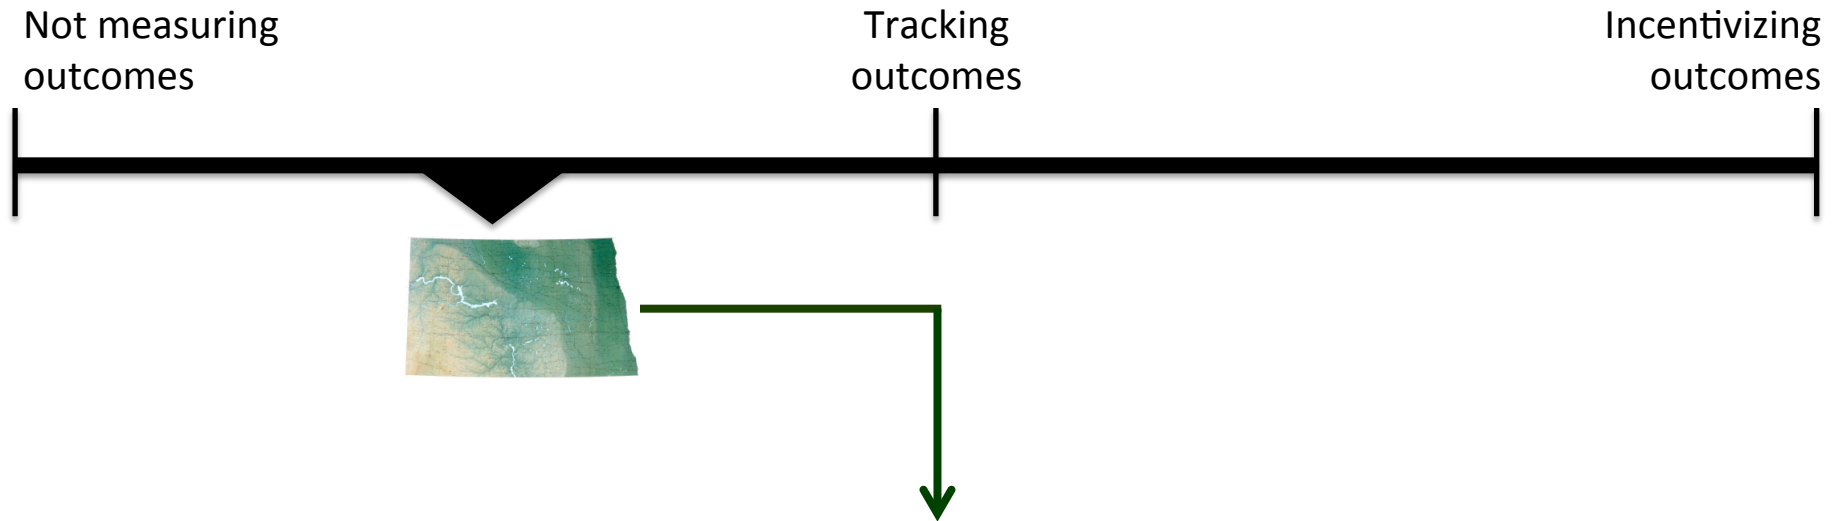 Not measuring
outcomes
Tracking
outcomes
Incentivizing
outcomes